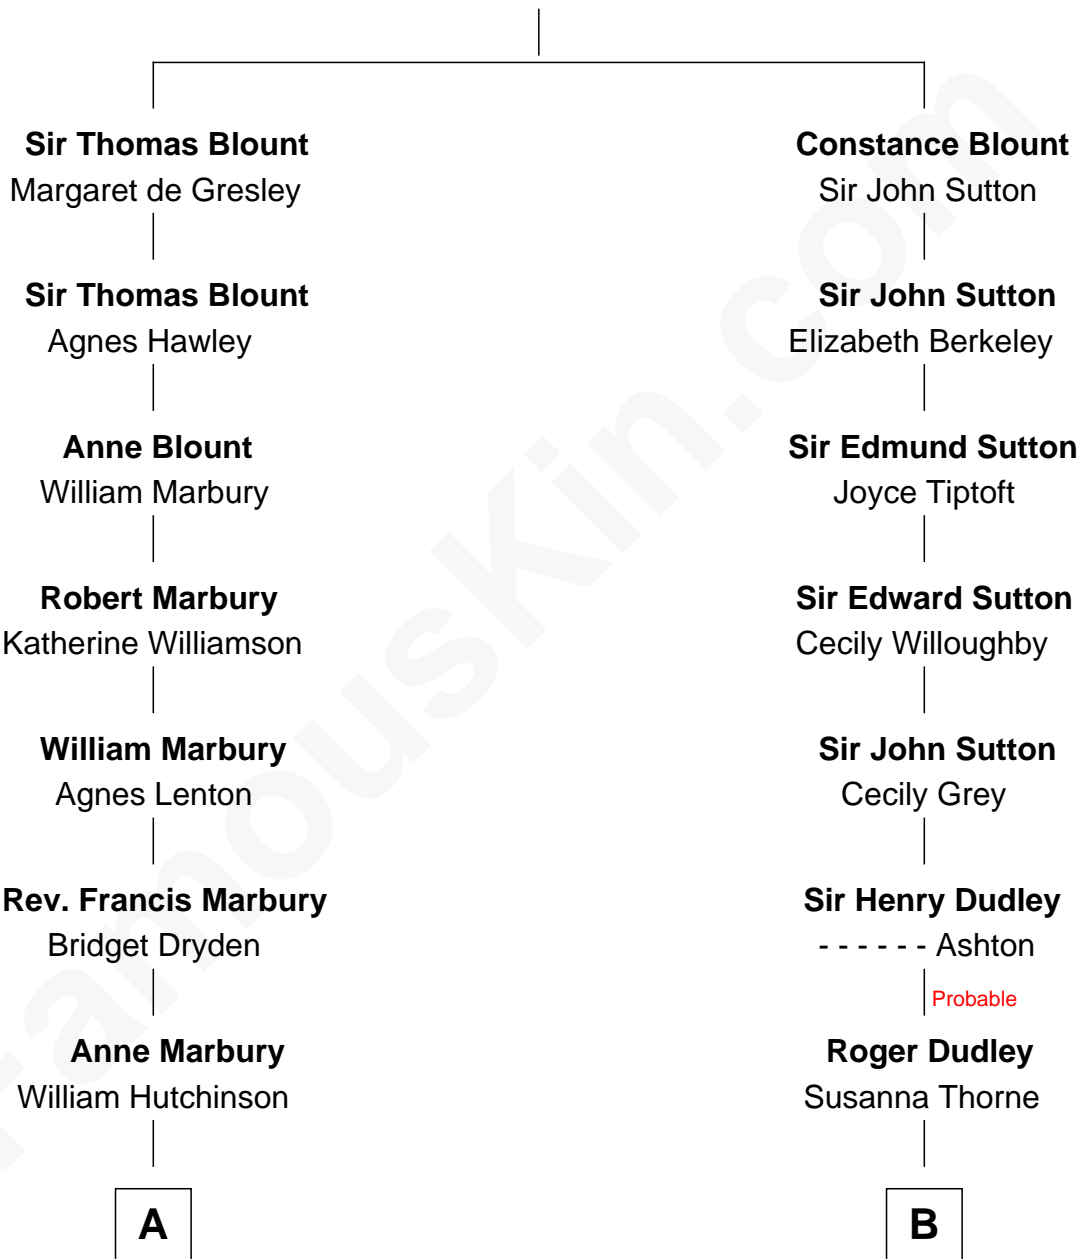 Sir Thomas Blount
Margaret de Gresley
Constance Blount
Sir John Sutton
Sir Thomas Blount
Agnes Hawley
Sir John Sutton
Elizabeth Berkeley
Anne Blount
William Marbury
Sir Edmund Sutton
Joyce Tiptoft
Robert Marbury
Katherine Williamson
Sir Edward Sutton
Cecily Willoughby
William Marbury
Agnes Lenton
Sir John Sutton
Cecily Grey
Rev. Francis Marbury
Bridget Dryden
Sir Henry Dudley
- - - - - - Ashton
Probable
Anne Marbury
William Hutchinson
Roger Dudley
Susanna Thorne
A
B
FamousKin.com